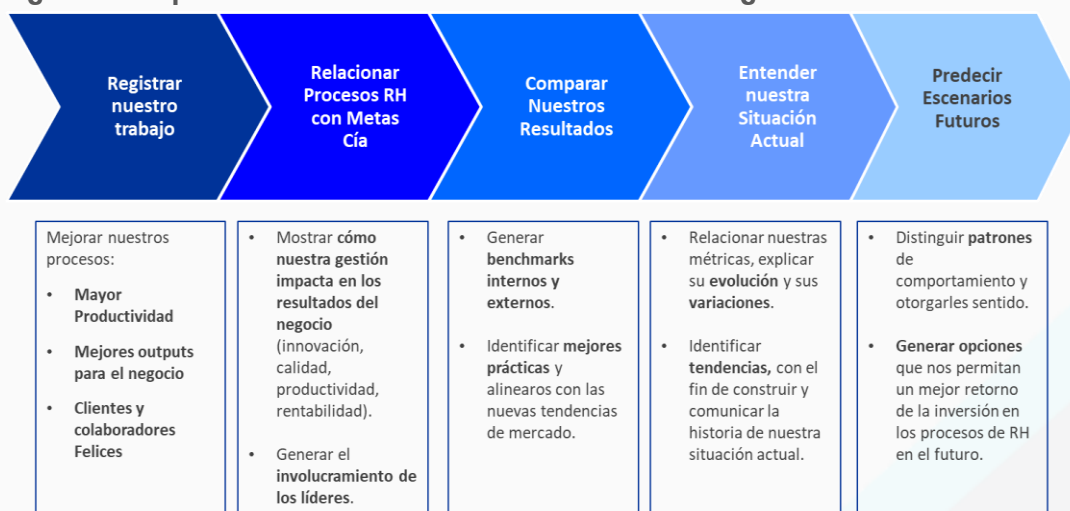 Registrar
nuestro
trabajo
Relacionar
Procesos RH
con Metas
Cía
Comparar
Nuestros
Resultados
Entender
nuestra
Situación
Actual
Predecir
Escenarios
Futuros
Mejorar nuestros
procesos:
• Mayor
Productividad
• Mejores outputs
para el negocio
• Clientes y
colaboradores
Felices
• Mostrar cómo
nuestra gestión
impacta en los
resultados del
negocio
(innovación,
calidad,
productividad,
rentabilidad).
• Generar el
involucramiento de
los líderes.
• Generar
benchmarks
internos y
externos.
• Identificar mejores
prácticas y
alinearos con las
nuevas tendencias
de mercado.
• Relacionar nuestras
métricas, explicar
su evolución y sus
variaciones.
• Identificar
tendencias, con el
fin de construir y
comunicar la
historia de nuestra
situación actual.
• Distinguir patrones
de
comportamiento y
otorgarles sentido.
• Generar opciones
que nos permitan
un mejor retorno
de la inversión en
los procesos de RH
en el futuro.